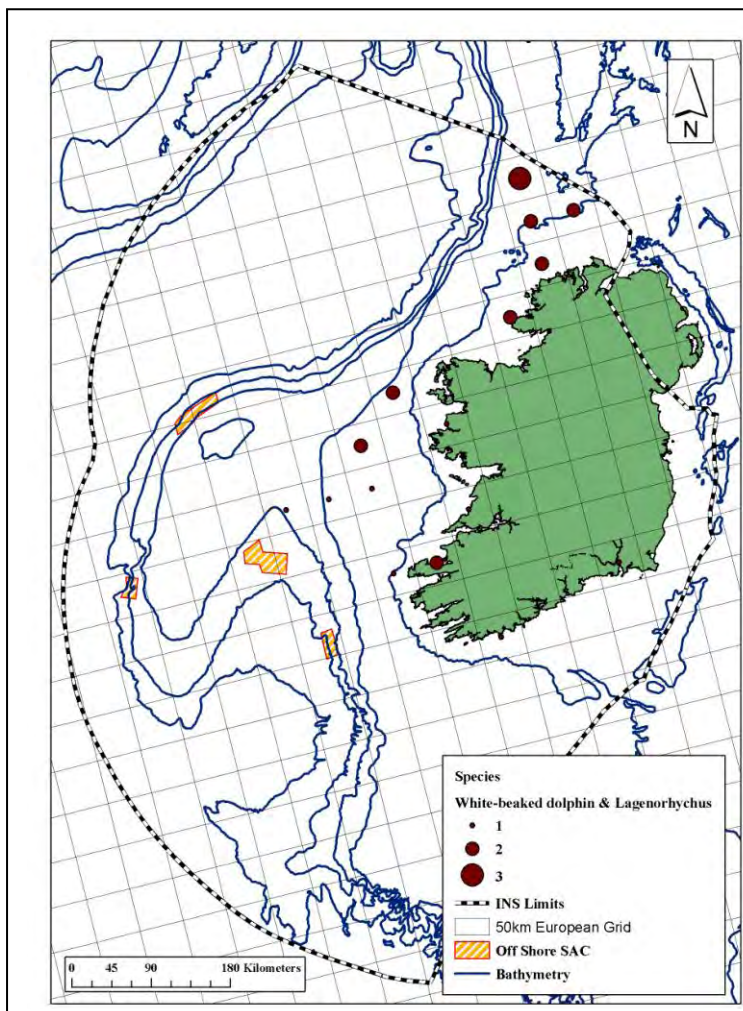 N
Species
White-beaked dolphin & Lagenorhychus
1
2
3
INS Limits
50km European Grid
Off Shore SAC
Bathymetry
0 45 90 180 Kilometers